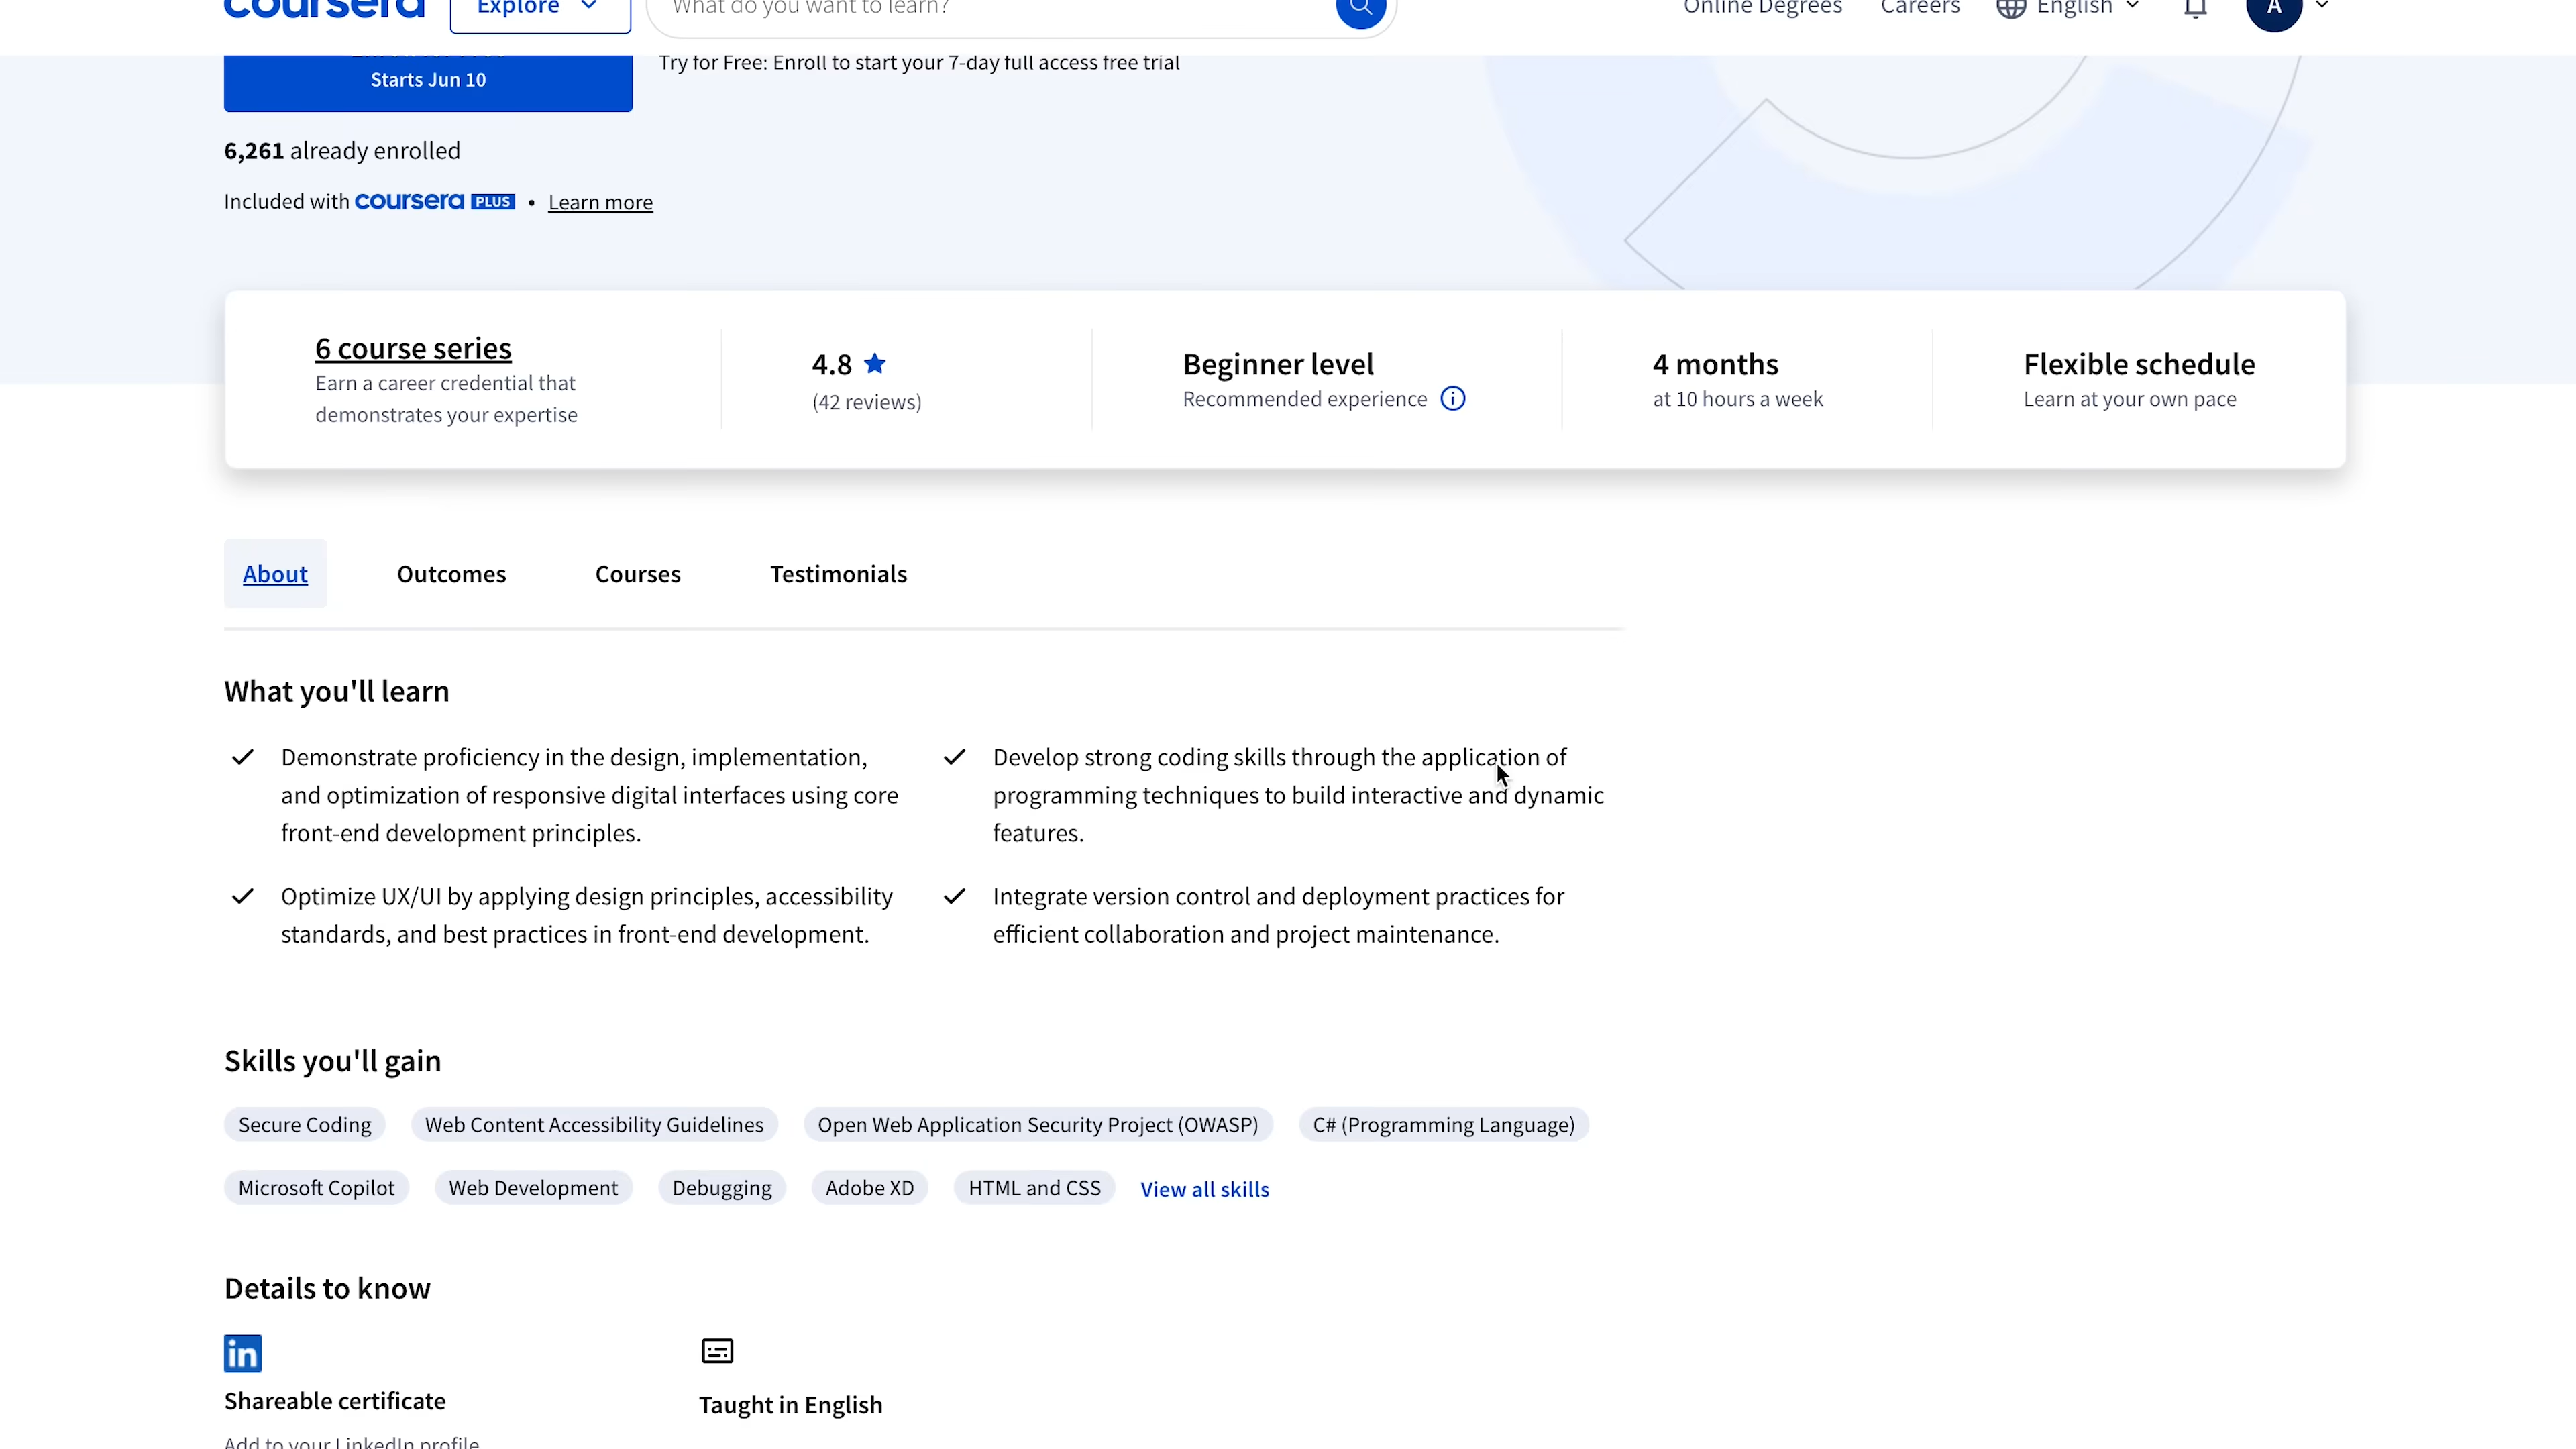 coursera
Explore
What do you want to learn?
Online Degrees
Careers
English
A
Starts Jun 10
Try for Free: Enroll to start your 7-day full access free trial
6,261 already enrolled
Included with coursera PLUS • Learn more
6 course series
Earn a career credential that
demonstrates your expertise
4.8
(42 reviews)
Beginner level
Recommended experience
4 months
at 10 hours a week
Flexible schedule
Learn at your own pace
About
Outcomes
Courses
Testimonials
What you'll learn
Demonstrate proficiency in the design, implementation,
and optimization of responsive digital interfaces using core
front-end development principles.
Develop strong coding skills through the application of
programming techniques to build interactive and dynamic
features.
Optimize UX/UI by applying design principles, accessibility
standards, and best practices in front-end development.
Integrate version control and deployment practices for
efficient collaboration and project maintenance.
Skills you'll gain
Secure Coding
Web Content Accessibility Guidelines
Open Web Application Security Project (OWASP)
C# (Programming Language)
Microsoft Copilot
Web Development
Debugging
Adobe XD
HTML and CSS
View all skills
Details to know
in
Shareable certificate
Taught in English
Add to your LinkedIn profile